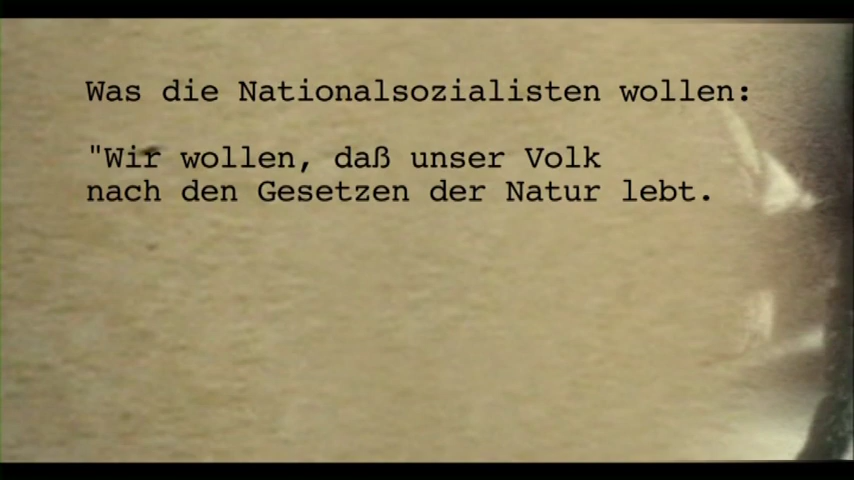 Was die Nationalsozialisten wollen:
"Wir wollen, daß unser Volk
nach den Gesetzen der Natur lebt.